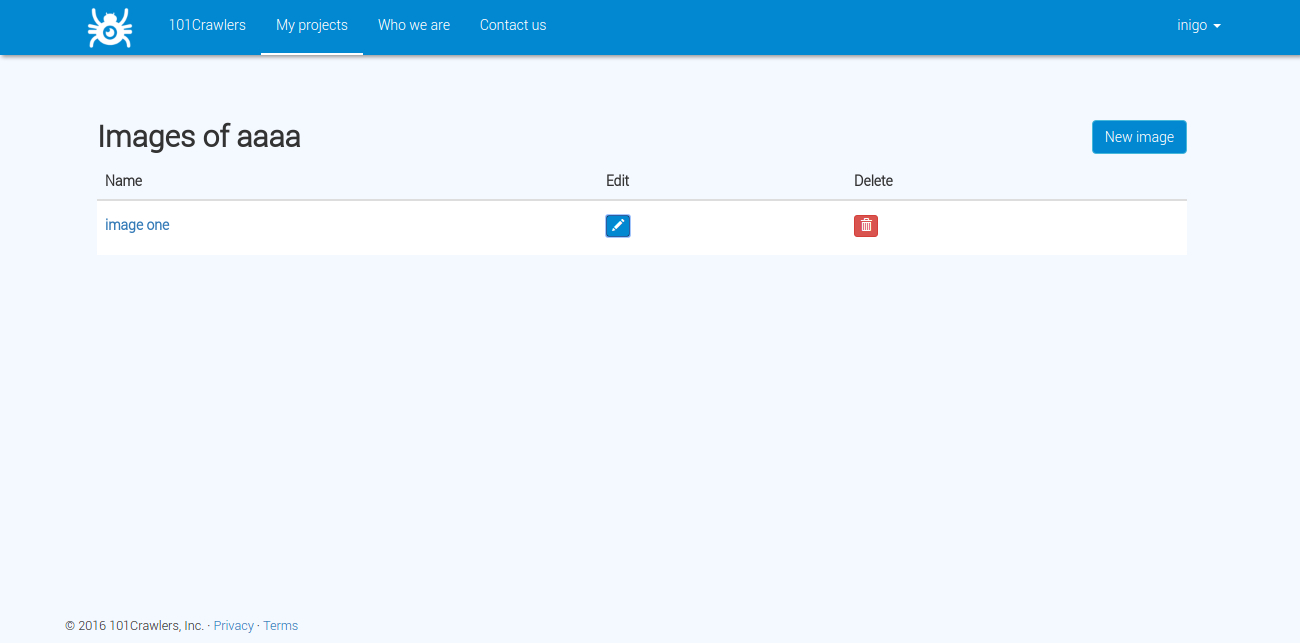 101Crawlers My projects Who we are Contact us inigo
Images of aaaa New image
Name Edit Delete
image one
© 2016 101Crawlers, Inc. · Privacy · Terms